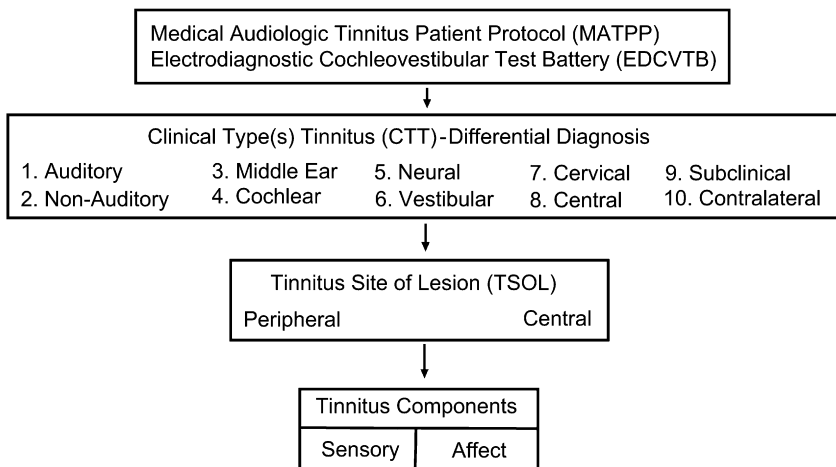 Medical Audiologic Tinnitus Patient Protocol (MATPP)
Electrodiagnostic Cochleovestibular Test Battery (EDCVTB)
Clinical Type(s) Tinnitus (CTT)-Differential Diagnosis
1. Auditory 3. Middle Ear 5. Neural 7. Cervical 9. Subclinical
2. Non-Auditory 4. Cochlear 6. Vestibular 8. Central 10. Contralateral
Tinnitus Site of Lesion (TSOL)
Peripheral Central
Tinnitus Components
Sensory Affect